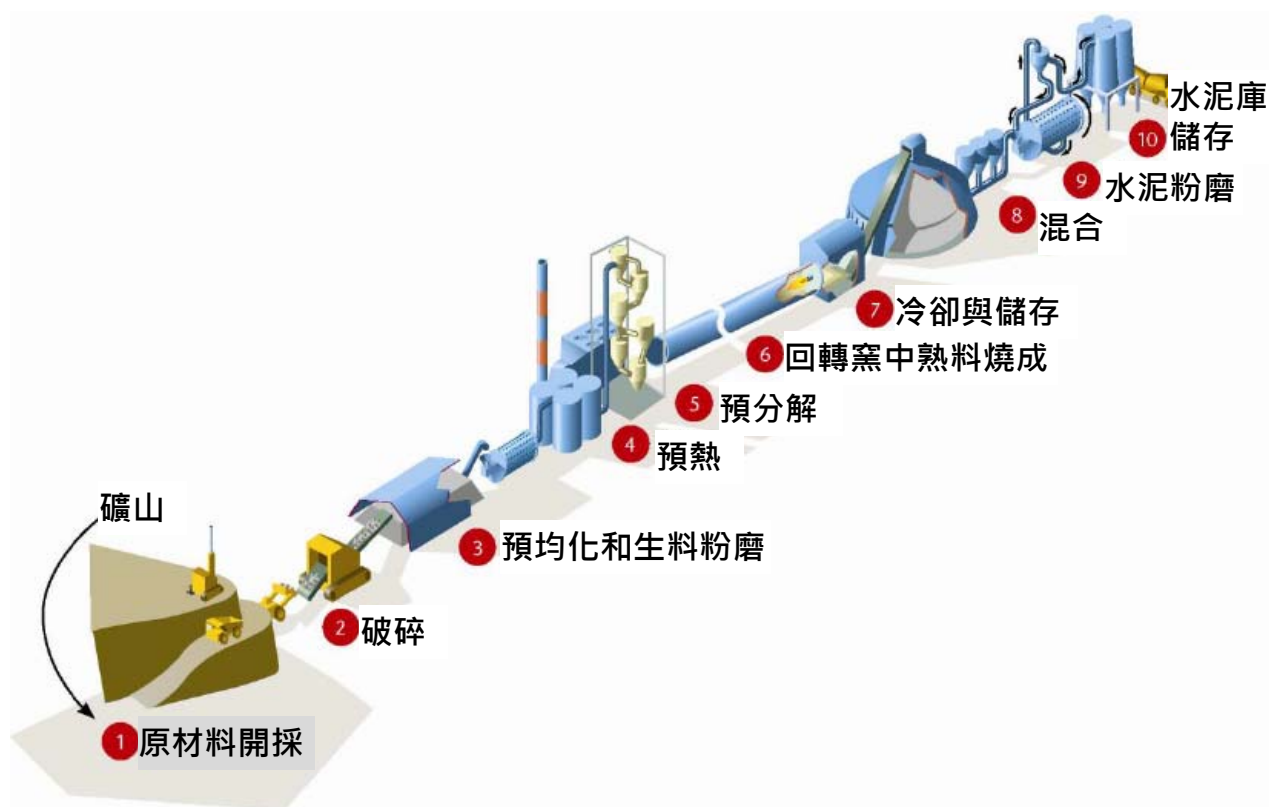 礦山
1 原材料開採
2 破碎
3 預均化和生料粉磨
4 預熱
5 預分解
6 回轉窯中熟料燒成
7 冷卻與儲存
8 混合
9 水泥粉磨
10 水泥庫
儲存